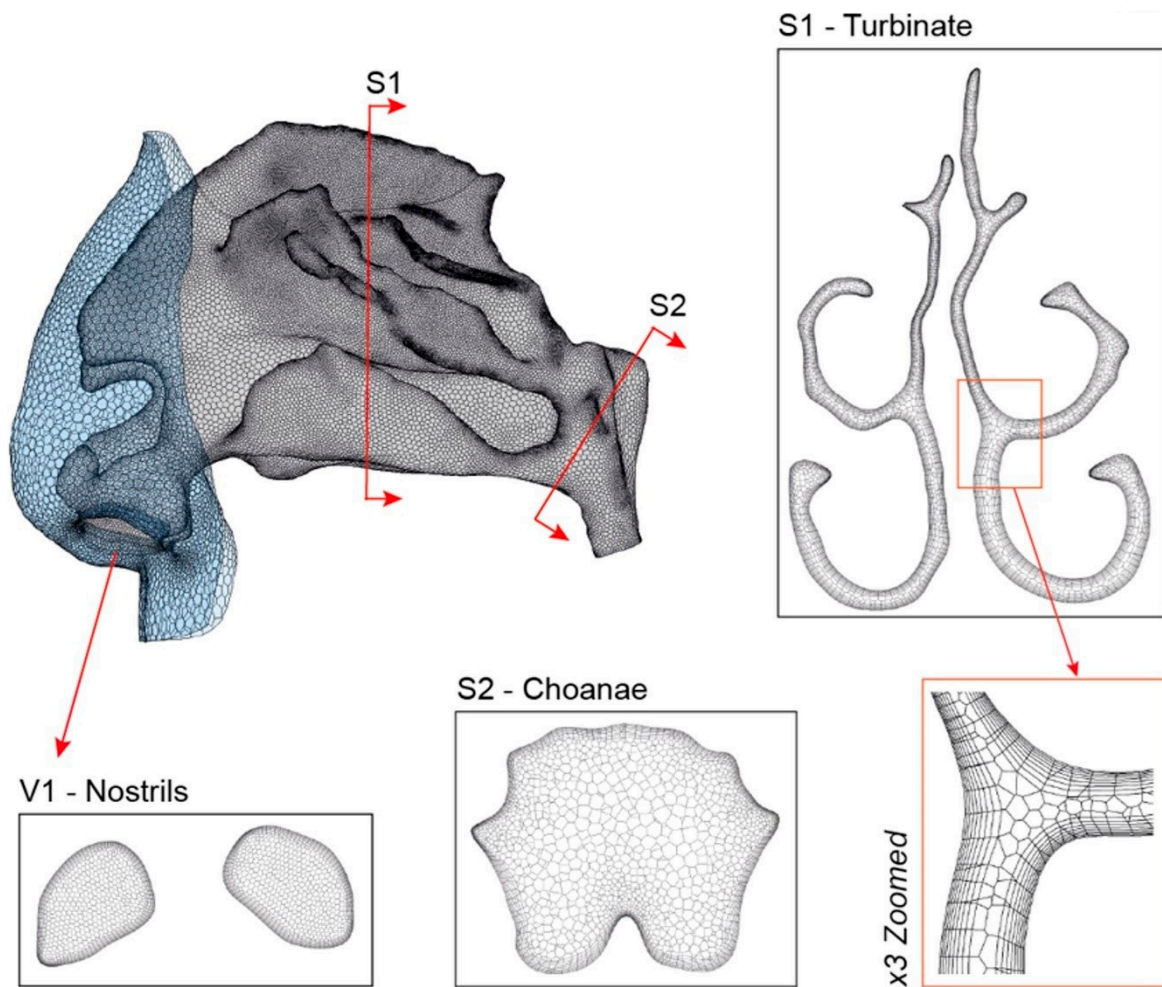 S1 - Turbinate
S1
S2
S2 - Choanae
V1 - Nostrils
x3 Zoomed